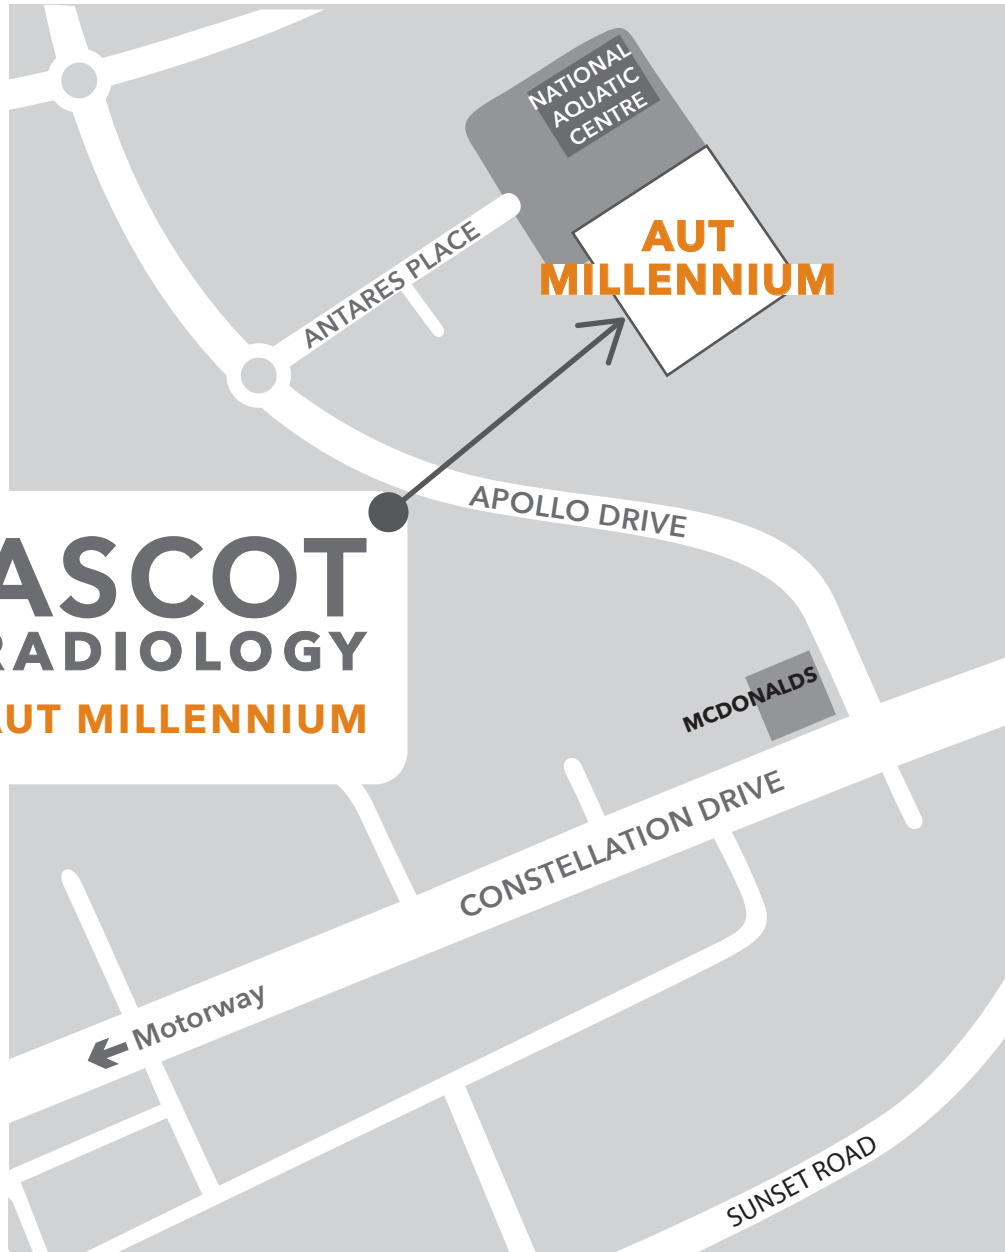 NATIONAL
AQUATIC
CENTRE
AUT
MILLENNIUM
ANTARES PLACE
APOLLO DRIVE
ASCOT
RADIOLOGY
AUT MILLENNIUM
MCDONALDS
CONSTELLATION DRIVE
Motorway
SUNSET ROAD